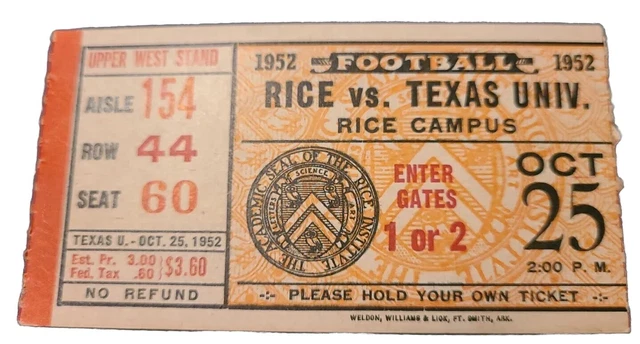 UPPER WEST STAND
AISLE 154
ROW 44
SEAT 60
TEXAS U.- OCT. 25, 1952
Est. Pr. 3.00
Fed. Tax .60
$3.60
NO REFUND
1952 FOOTBALL 1952
RICE vs. TEXAS UNIV.
RICE CAMPUS
THE ACADEMIC SEAL OF THE RICE INSTITVTE
LETTERS SCIENCE ART
ENTER
GATES
1 or 2
OCT
25
2:00 P. M.
-:- PLEASE HOLD YOUR OWN TICKET -:-
WELDON, WILLIAMS & LICK, FT. SMITH, ARK.